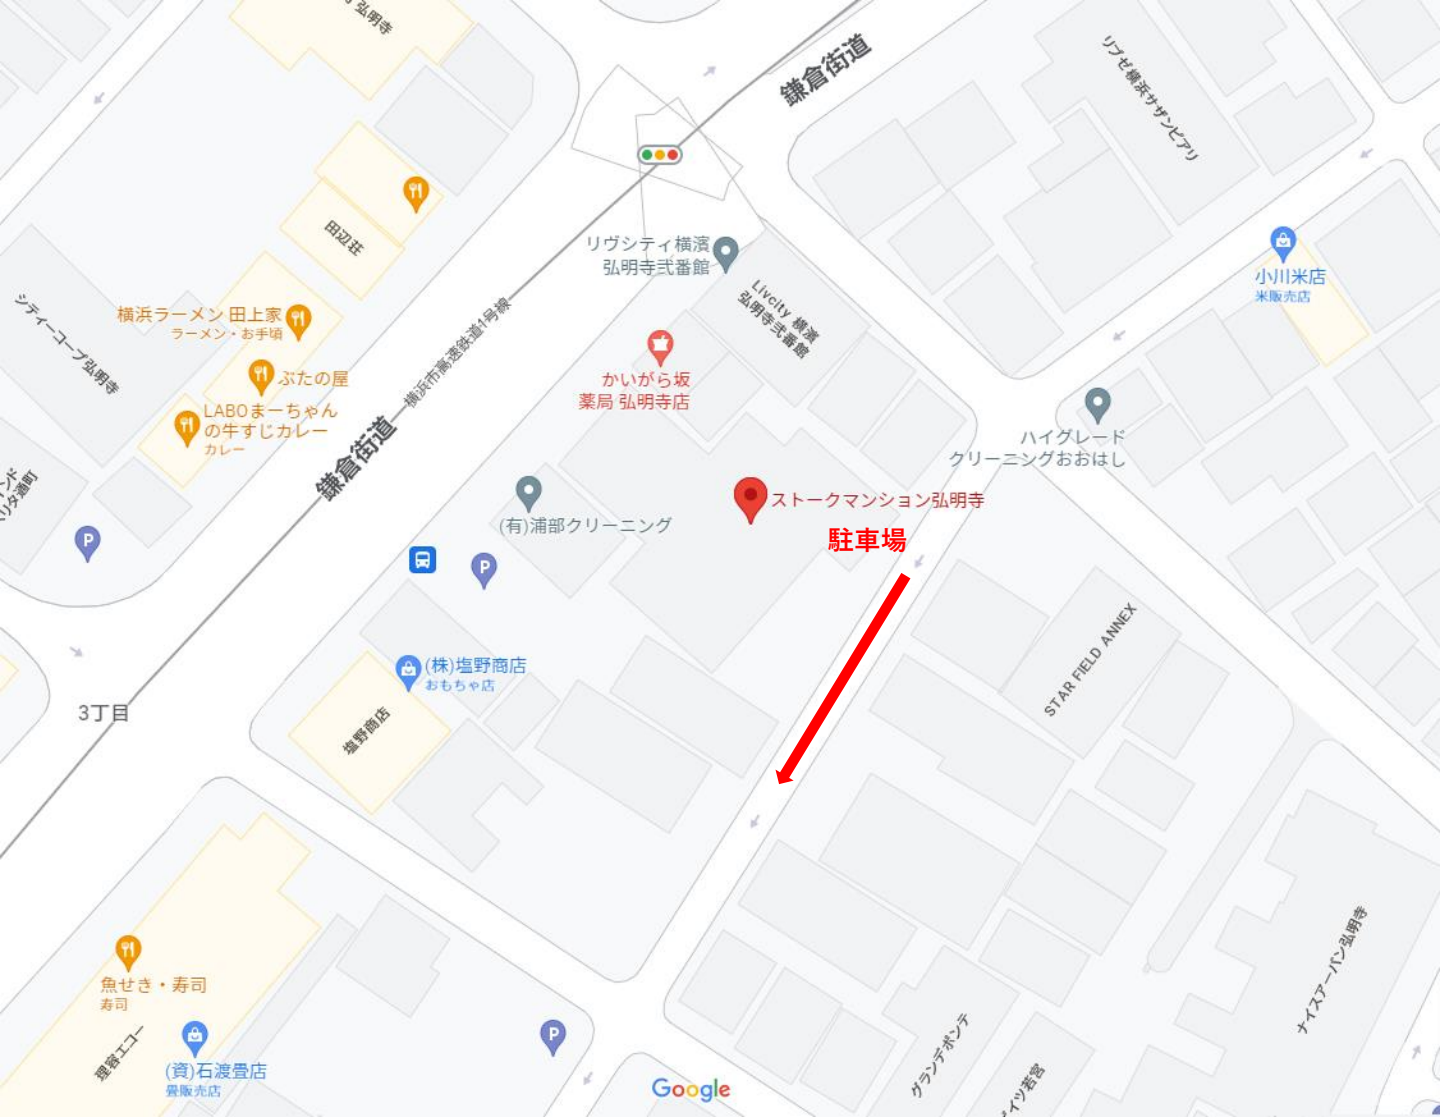 弘明寺
鎌倉街道
リブゼ横浜サザンピアリ
田辺荘
リヴシティ横濱
弘明寺弐番館
小川米店
米販売店
Livcity 横濱
弘明寺弐番館
シティーコープ弘明寺
横浜ラーメン 田上家
ラーメン・お手頃
横浜市高速鉄道1号線
かいがら坂
薬局 弘明寺店
ぶたの屋
LABOまーちゃん
の牛すじカレー
カレー
鎌倉街道
ハイグレード
クリーニングおおはし
P
(有)浦部クリーニング
ストークマンション弘明寺
駐車場
P
STAR FIELD ANNEX
(株)塩野商店
おもちゃ店
3丁目
塩野商店
魚せき・寿司
寿司
理容エコー
(資)石渡畳店
畳販売店
P
グランデボンテ
イツ若宮
ナイスアーバン弘明寺
Google